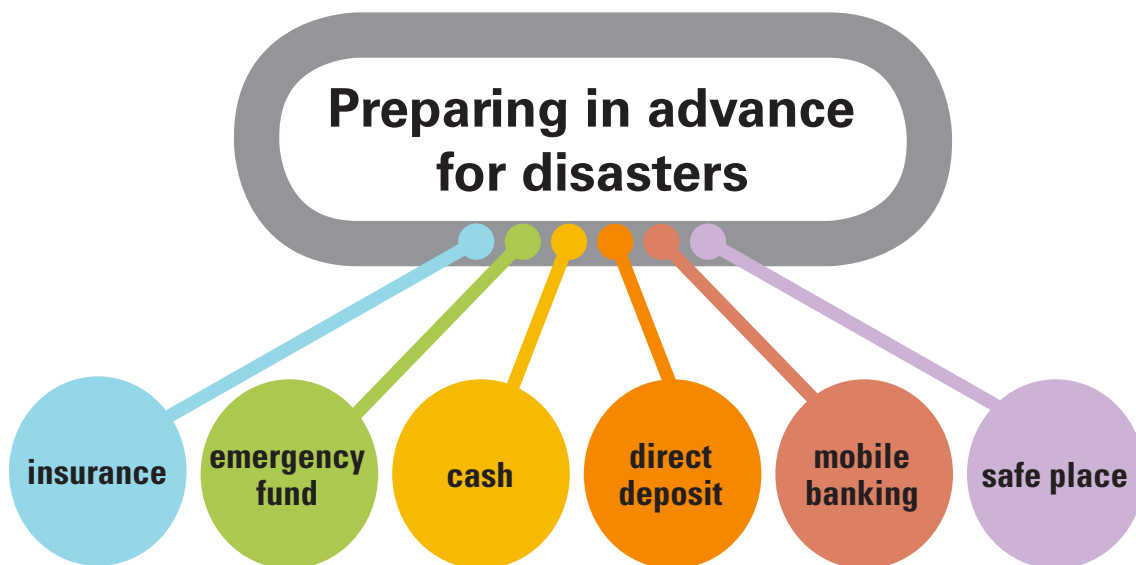 Preparing in advance
for disasters
insurance
emergency
fund
cash
direct
deposit
mobile
banking
safe place